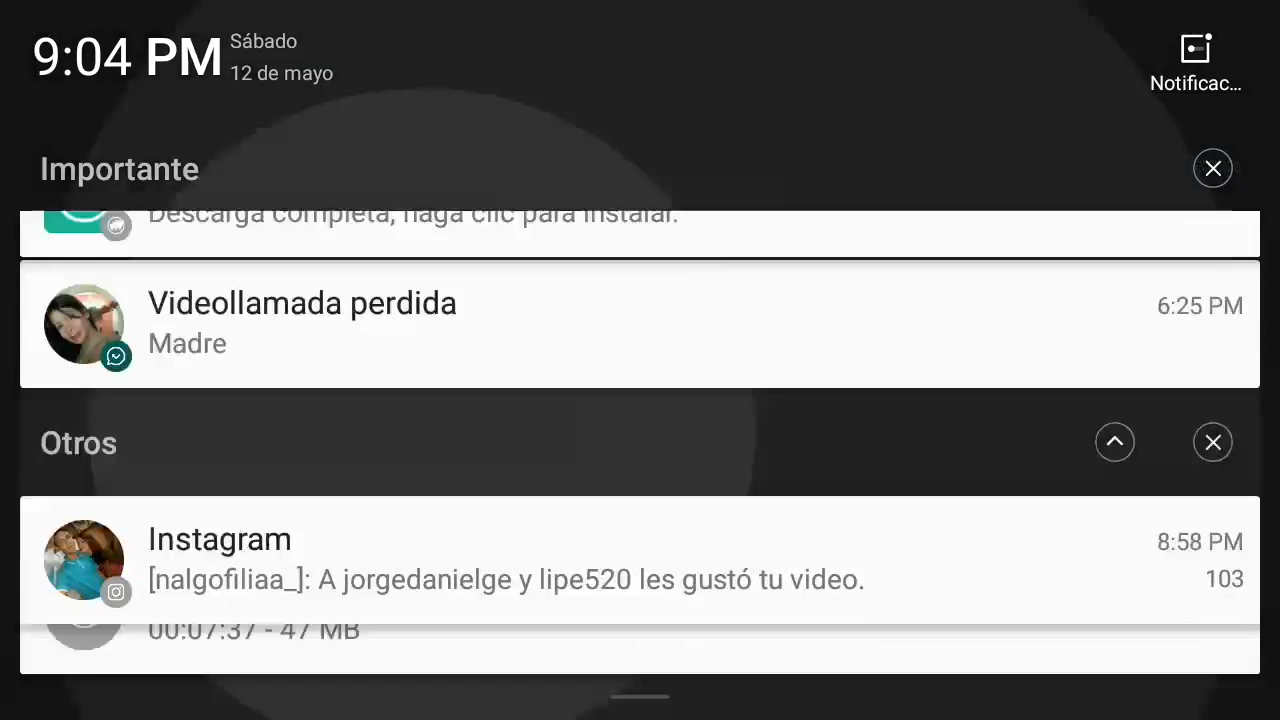 9:04 PM
Sábado
12 de mayo
Notificac...
Importante
Descarga completa, haga clic para instalar.
Videollamada perdida
6:25 PM
Madre
Otros
Instagram
8:58 PM
[nalgofiliaa_]: A jorgedanielge y lipe520 les gustó tu video.
103
00:07:37 - 47 MB